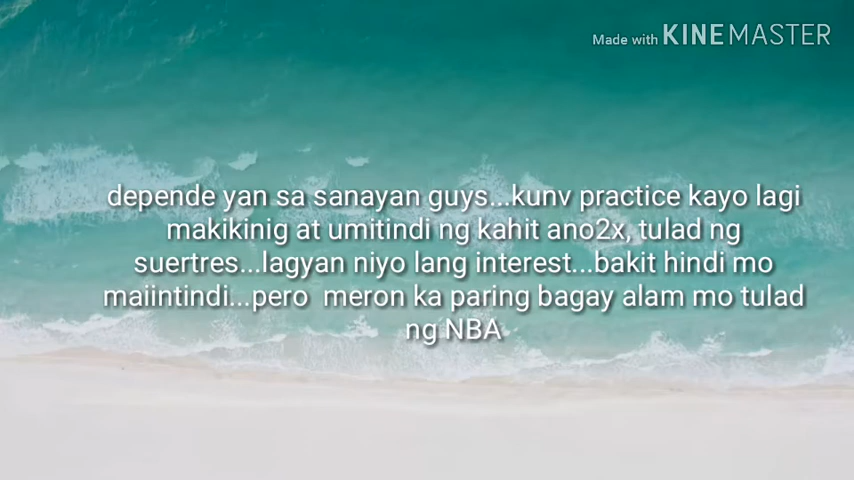 Made with KINEMASTER
depende yan sa sanayan guys...kunv practice kayo lagi
makikinig at umitindi ng kahit ano2x, tulad ng
suertres...lagyan niyo lang interest...bakit hindi mo
maiintindi...pero  meron ka paring bagay alam mo tulad
ng NBA